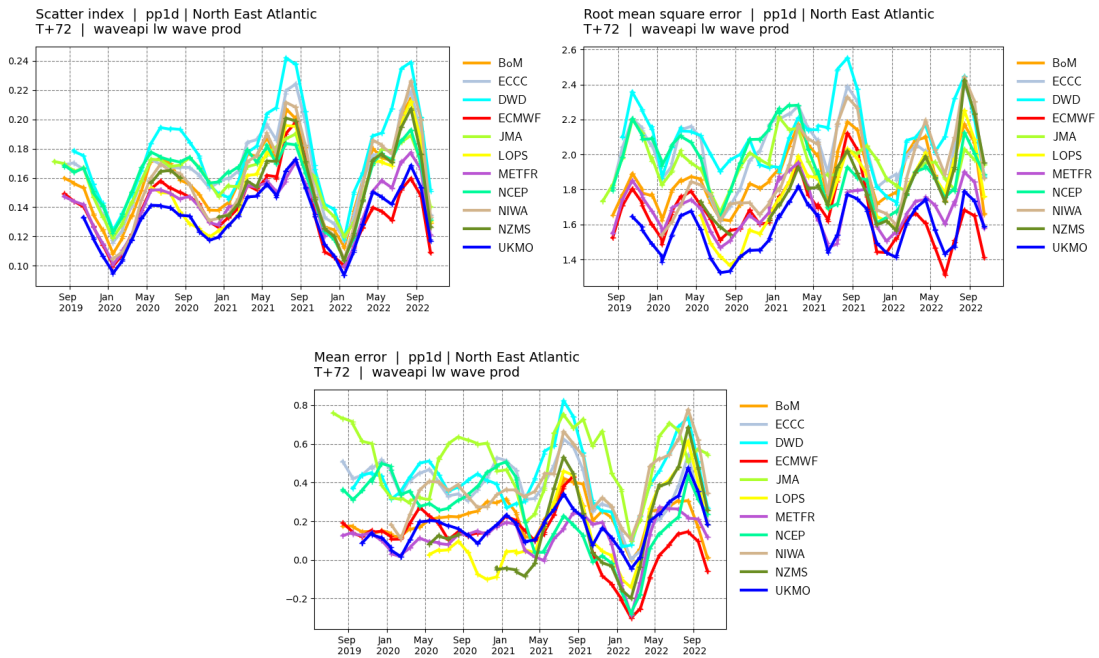 Scatter index | pp1d | North East Atlantic
T+72 | waveapi lw wave prod
0.24
0.22
0.20
0.18
0.16
0.14
0.12
0.10
Sep 2019
Jan 2020
May 2020
Sep 2020
Jan 2021
May 2021
Sep 2021
Jan 2022
May 2022
Sep 2022
BoM
ECCC
DWD
ECMWF
JMA
LOPS
METFR
NCEP
NIWA
NZMS
UKMO
Root mean square error | pp1d | North East Atlantic
T+72 | waveapi lw wave prod
2.6
2.4
2.2
2.0
1.8
1.6
1.4
Sep 2019
Jan 2020
May 2020
Sep 2020
Jan 2021
May 2021
Sep 2021
Jan 2022
May 2022
Sep 2022
BoM
ECCC
DWD
ECMWF
JMA
LOPS
METFR
NCEP
NIWA
NZMS
UKMO
Mean error | pp1d | North East Atlantic
T+72 | waveapi lw wave prod
0.8
0.6
0.4
0.2
0.0
−0.2
Sep 2019
Jan 2020
May 2020
Sep 2020
Jan 2021
May 2021
Sep 2021
Jan 2022
May 2022
Sep 2022
BoM
ECCC
DWD
ECMWF
JMA
LOPS
METFR
NCEP
NIWA
NZMS
UKMO